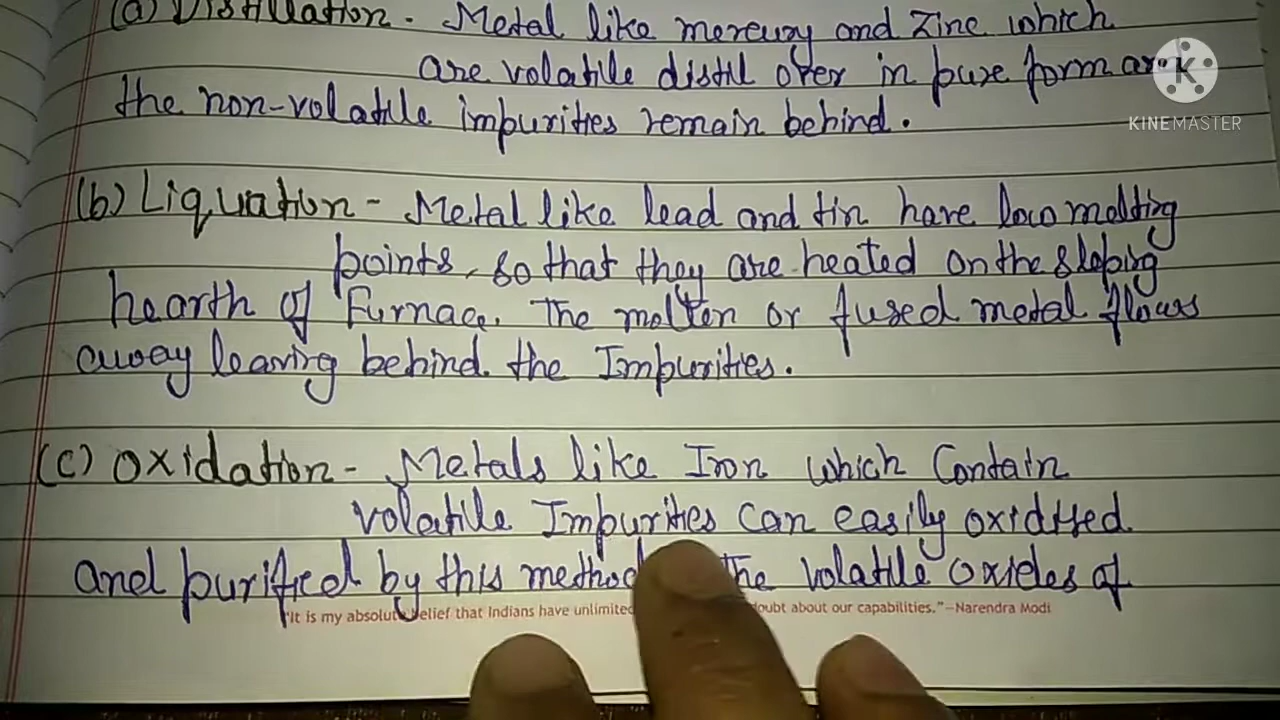 (a) Distillation - Metal like mercury and Zinc which
are volatile distil over in pure form and
the non-volatile impurities remain behind.
K
KINEMASTER
(b) Liquation - Metal like lead and tin have low melting
points, so that they are heated on the sloping
hearth of Furnace. The molten or fused metal flows
away leaving behind the Impurities.
(c) Oxidation - Metals like Iron which Contain
volatile Impurities can easily oxidised
and purified by this method the volatile oxides of
"It is my absolute belief that Indians have unlimited doubt about our capabilities." -Narendra Modi